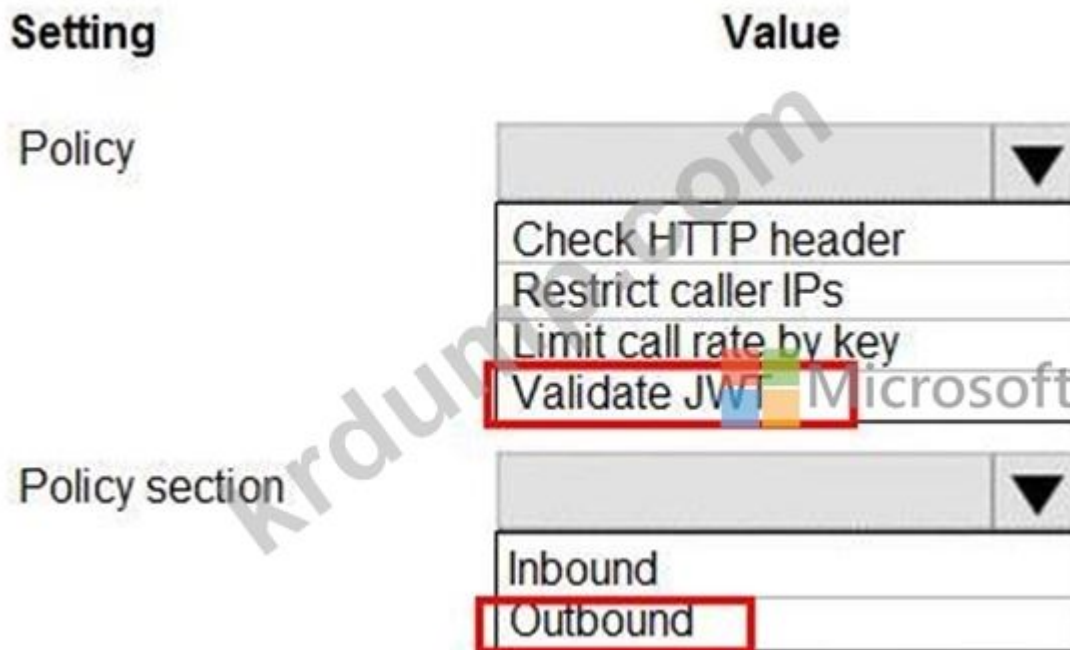 Setting Value
Policy
Check HTTP header
Restrict caller IPs
Limit call rate by key
Validate JWT
Microsoft
Policy section
Inbound
Outbound
krdump.com